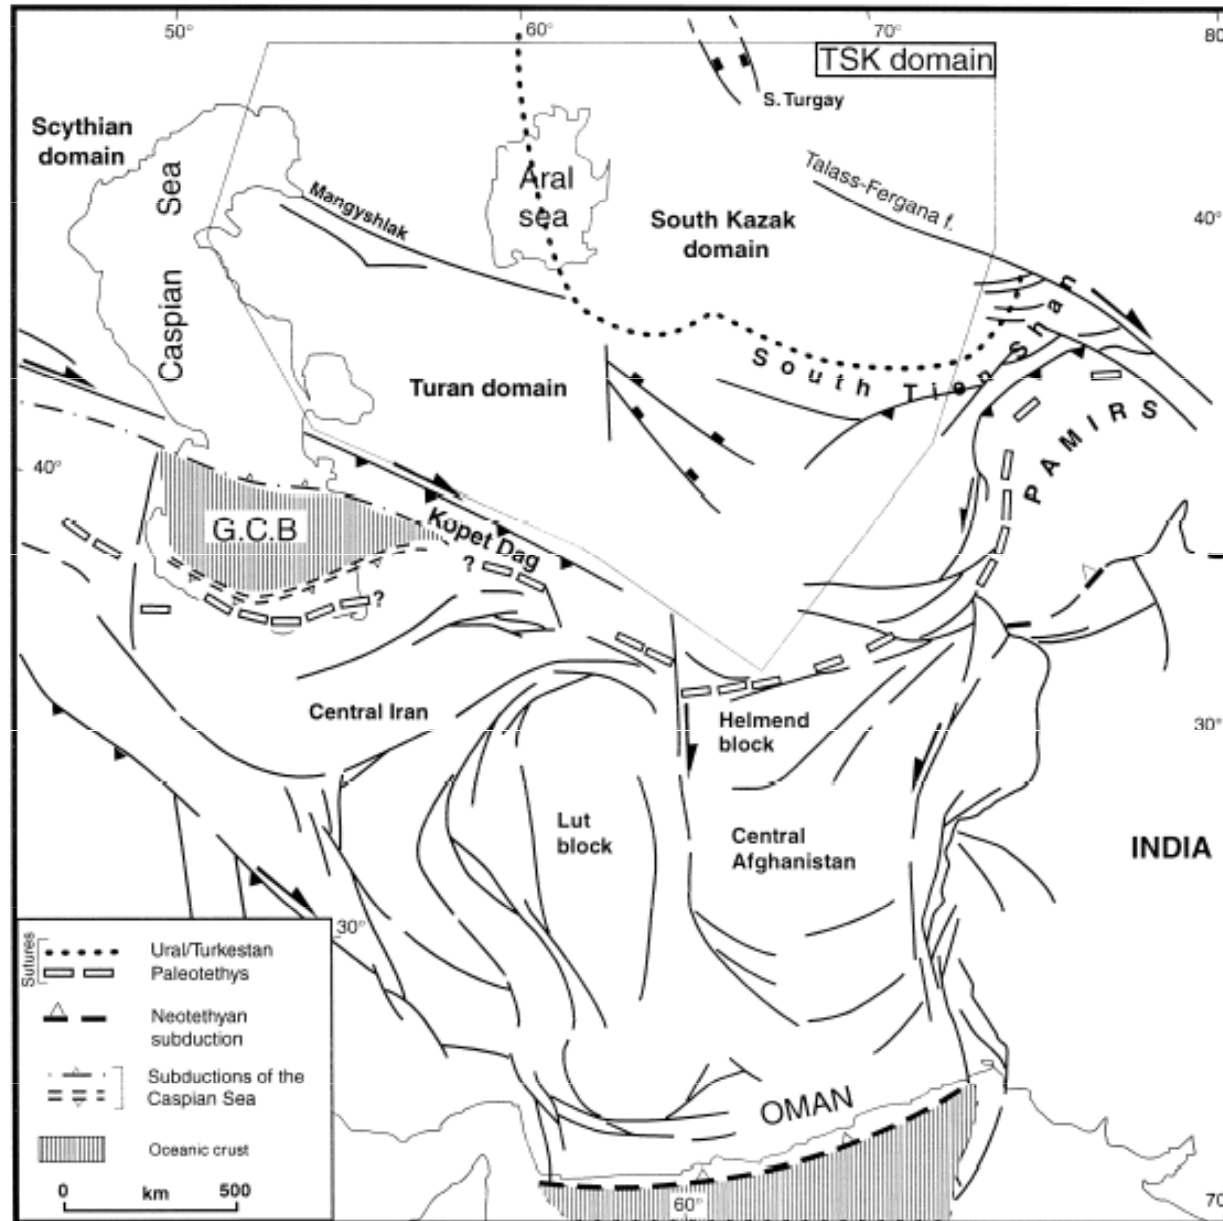 50°
60°
70°
80
TSK domain
S. Turgay
Scythian
domain
Caspian Sea
Mangyshlak
Aral
sea
Talass-Fergana f.
South Kazak
domain
40°
South Tien Shan
Turan domain
PAMIRS
40°
G.C.B
Kopet Dag
?
?
Central Iran
Helmend
block
30°
Lut
block
Central
Afghanistan
INDIA
30°
Sutures
Ural/Turkestan
Paleotethys
Neotethyan
subduction
Subductions of the
Caspian Sea
Oceanic crust
0 km 500
OMAN
60°
70